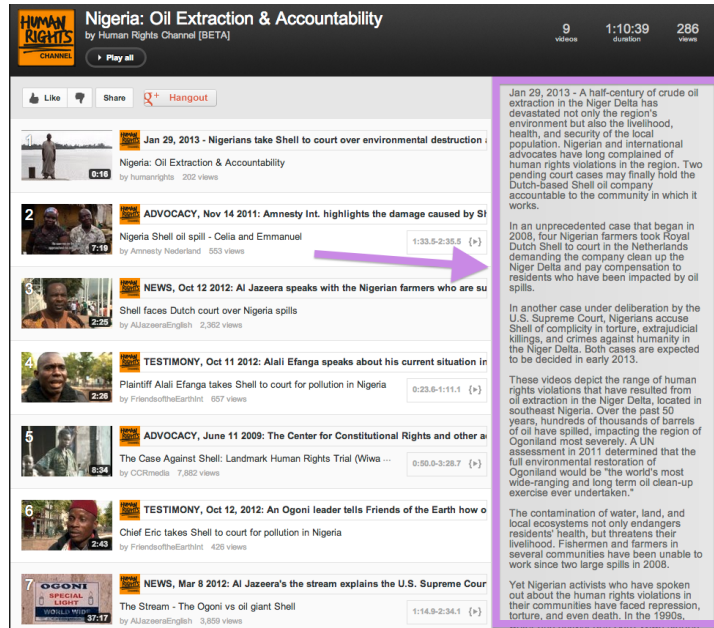 HUMAN
RIGHTS
CHANNEL
Nigeria: Oil Extraction & Accountability
by Human Rights Channel [BETA]
Play all
9
videos
1:10:39
duration
286
views
Like
Share
Hangout
1
0:16
Jan 29, 2013 - Nigerians take Shell to court over environmental destruction
Nigeria: Oil Extraction & Accountability
by humanrights 202 views
2
7:19
ADVOCACY, Nov 14 2011: Amnesty Int. highlights the damage caused by Sh
Nigeria Shell oil spill - Celia and Emmanuel
by Amnesty Nederland 553 views
1:33.5-2:35.5
3
2:25
NEWS, Oct 12 2012: Al Jazeera speaks with the Nigerian farmers who are su
Shell faces Dutch court over Nigeria spills
by AlJazeeraEnglish 2,362 views
4
2:26
TESTIMONY, Oct 11 2012: Alali Efanga speaks about his current situation in
Plaintiff Alali Efanga takes Shell to court for pollution in Nigeria
by FriendsoftheEarthInt 657 views
0:23.6-1:11.1
5
8:34
ADVOCACY, June 11 2009: The Center for Constitutional Rights and other a
The Case Against Shell: Landmark Human Rights Trial (Wiwa ...
by CCRmedia 7,882 views
0:50.0-3:28.7
6
2:43
TESTIMONY, Oct 12, 2012: An Ogoni leader tells Friends of the Earth how o
Chief Eric takes Shell to court for pollution in Nigeria
by FriendsoftheEarthInt 426 views
7
OGONI
SPECIAL
LIGHT
WORLD WIDE
37:17
NEWS, Mar 8 2012: Al Jazeera's the stream explains the U.S. Supreme Cour
The Stream - The Ogoni vs oil giant Shell
by AlJazeeraEnglish 3,859 views
1:14.9-2:34.1
Jan 29, 2013 - A half-century of crude oil
extraction in the Niger Delta has
devastated not only the region's
environment but also the livelihood,
health, and security of the local
population. Nigerian and international
advocates have long complained of
human rights violations in the region. Two
pending court cases may finally hold the
Dutch-based Shell oil company
accountable to the community in which it
works.
In an unprecedented case that began in
2008, four Nigerian farmers took Royal
Dutch Shell to court in the Netherlands
demanding the company clean up the
Niger Delta and pay compensation to
residents who have been impacted by oil
spills.
In another case under deliberation by the
U.S. Supreme Court, Nigerians accuse
Shell of complicity in torture, extrajudicial
killings, and crimes against humanity in
the Niger Delta. Both cases are expected
to be decided in early 2013.
These videos depict the range of human
rights violations that have resulted from
oil extraction in the Niger Delta, located in
southeast Nigeria. Over the past 50
years, hundreds of thousands of barrels
of oil have spilled, impacting the region of
Ogoniland most severely. A UN
assessment in 2011 determined that the
full environmental restoration of
Ogoniland would be "the world's most
wide-ranging and long term oil clean-up
exercise ever undertaken."
The contamination of water, land, and
local ecosystems not only endangers
residents' health, but threatens their
livelihood. Fishermen and farmers in
several communities have been unable to
work since two large spills in 2008.
Yet Nigerian activists who have spoken
out about the human rights violations in
their communities have faced repression,
torture, and even death. In the 1990s,